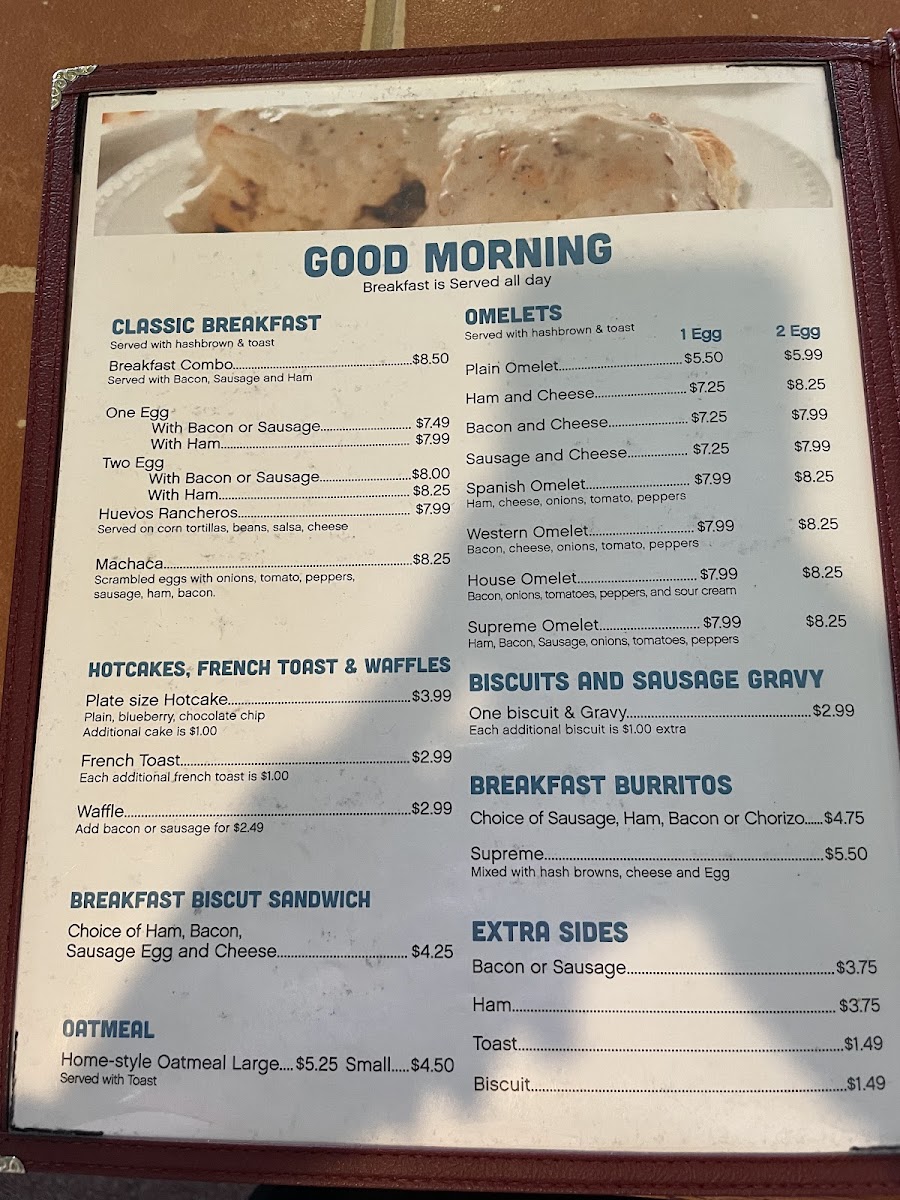 GOOD MORNING
Breakfast is Served all day
CLASSIC BREAKFAST
Served with hashbrown & toast
Breakfast Combo........$8.50
Served with Bacon, Sausage and Ham
One Egg
With Bacon or Sausage........$7.49
With Ham........$7.99
Two Egg
With Bacon or Sausage........$8.00
With Ham........$8.25
Huevos Rancheros........$7.99
Served on corn tortillas, beans, salsa, cheese
Machaca........$8.25
Scrambled eggs with onions, tomato, peppers,
sausage, ham, bacon.
HOTCAKES, FRENCH TOAST & WAFFLES
Plate size Hotcake........$3.99
Plain, blueberry, chocolate chip
Additional cake is $1.00
French Toast........$2.99
Each additional french toast is $1.00
Waffle........$2.99
Add bacon or sausage for $2.49
BREAKFAST BISCUT SANDWICH
Choice of Ham, Bacon,
Sausage Egg and Cheese........$4.25
OATMEAL
Home-style Oatmeal Large....$5.25 Small.....$4.50
Served with Toast
OMELETS
Served with hashbrown & toast 1 Egg 2 Egg
Plain Omelet........$5.50 $5.99
Ham and Cheese........$7.25 $8.25
Bacon and Cheese........$7.25 $7.99
Sausage and Cheese........$7.25 $7.99
Spanish Omelet........$7.99 $8.25
Ham, cheese, onions, tomato, peppers
Western Omelet........$7.99 $8.25
Bacon, cheese, onions, tomato, peppers
House Omelet........$7.99 $8.25
Bacon, onions, tomatoes, peppers, and sour cream
Supreme Omelet........$7.99 $8.25
Ham, Bacon, Sausage, onions, tomatoes, peppers
BISCUITS AND SAUSAGE GRAVY
One biscuit & Gravy........$2.99
Each additional biscuit is $1.00 extra
BREAKFAST BURRITOS
Choice of Sausage, Ham, Bacon or Chorizo.....$4.75
Supreme........$5.50
Mixed with hash browns, cheese and Egg
EXTRA SIDES
Bacon or Sausage........$3.75
Ham........$3.75
Toast........$1.49
Biscuit........$1.49